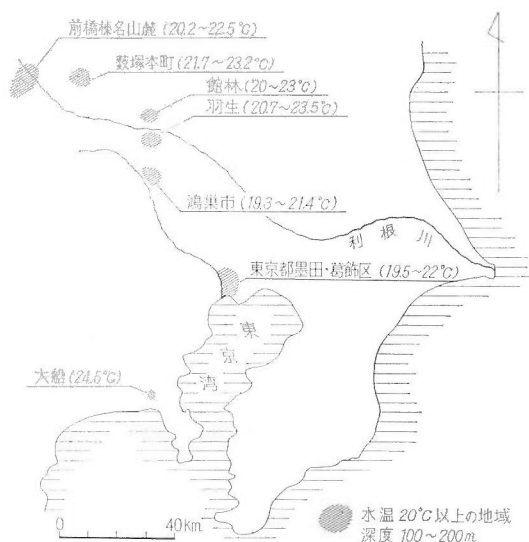 前橋榛名山麓 (20.2~22.5℃)
薮塚本町 (21.7~23.2℃)
館林 (20~23℃)
羽生 (20.7~23.5℃)
鴻巣市 (19.3~21.4℃)
利根川
東京都墨田・葛飾区 (19.5~22℃)
東京湾
大船 (24.5℃)
0 40Km
水温 20℃以上の地域
深度 100~200m